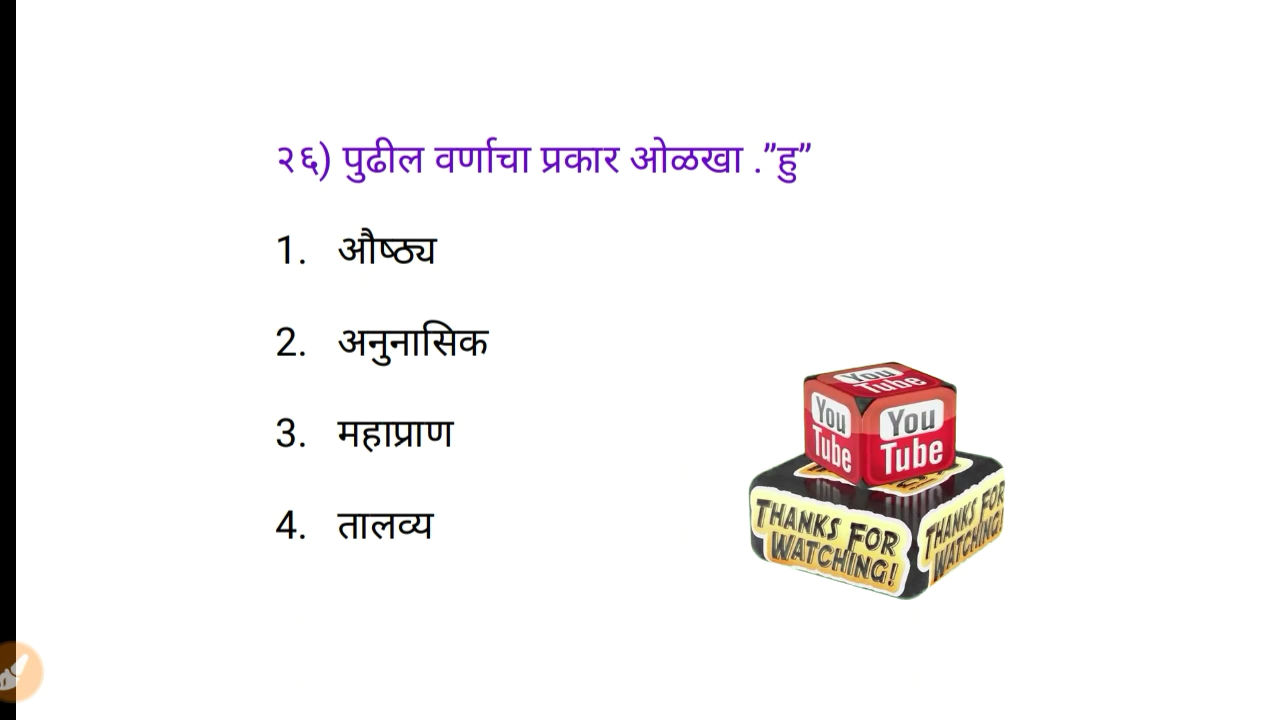 २६) पुढील वर्णाचा प्रकार ओळखा .”हु”
1. औष्ठ्य
2. अनुनासिक
3. महाप्राण
4. तालव्य
You
Tube
You
Tube
You
Tube
THANKS FOR
WATCHING!
THANKS FOR
WATCHING!